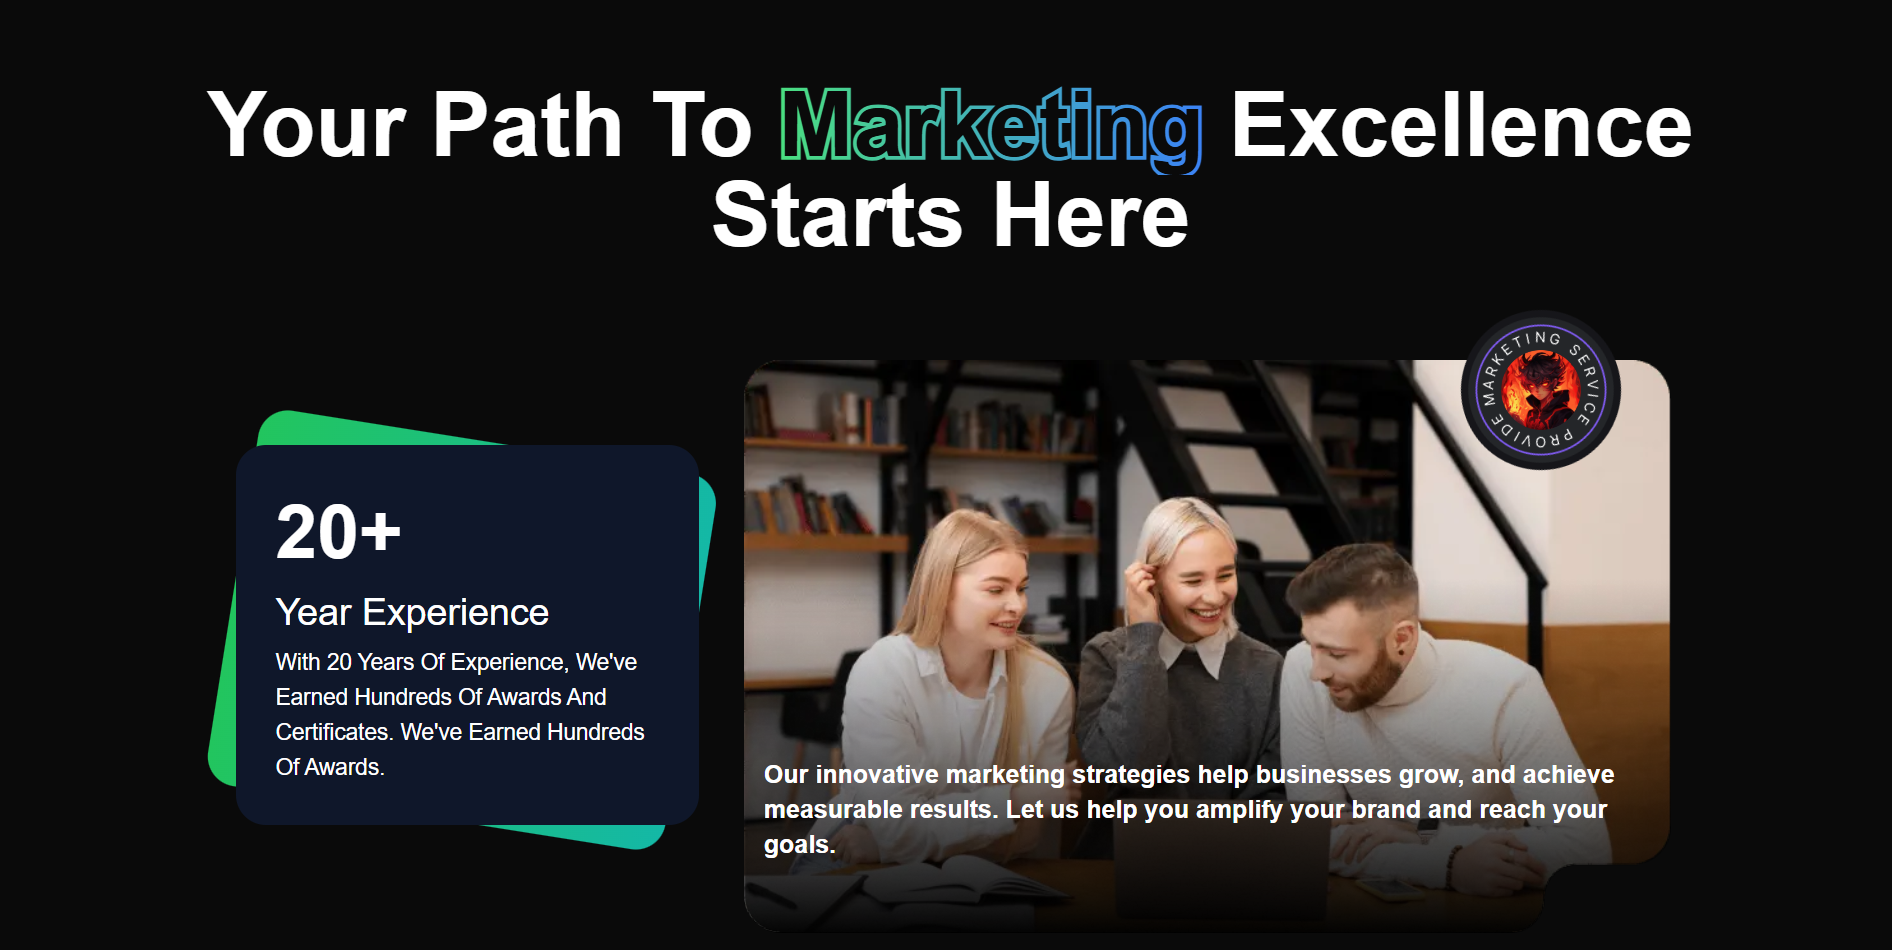 Your Path To Marketing Excellence
Starts Here
MARKETING SERVICE PROVIDE
20+
Year Experience
With 20 Years Of Experience, We've
Earned Hundreds Of Awards And
Certificates. We've Earned Hundreds
Of Awards.
Our innovative marketing strategies help businesses grow, and achieve
measurable results. Let us help you amplify your brand and reach your
goals.